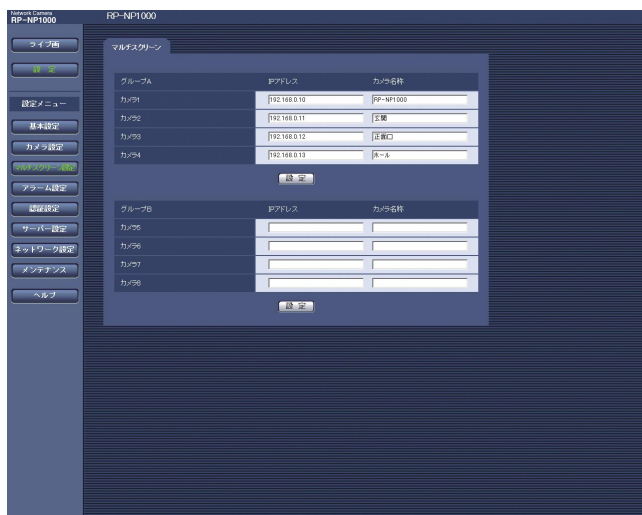 Network Camera
RP-NP1000
RP-NP1000
ライブ画
設定
設定メニュー
基本設定
カメラ設定
マルチスクリーン設定
アラーム設定
認証設定
サーバー設定
ネットワーク設定
メンテナンス
ヘルプ
マルチスクリーン
グループA IPアドレス カメラ名称
カメラ1 192.168.0.10 RP-NP1000
カメラ2 192.168.0.11 玄関
カメラ3 192.168.0.12 正面口
カメラ4 192.168.0.13 ホール
設定
グループB IPアドレス カメラ名称
カメラ5
カメラ6
カメラ7
カメラ8
設定